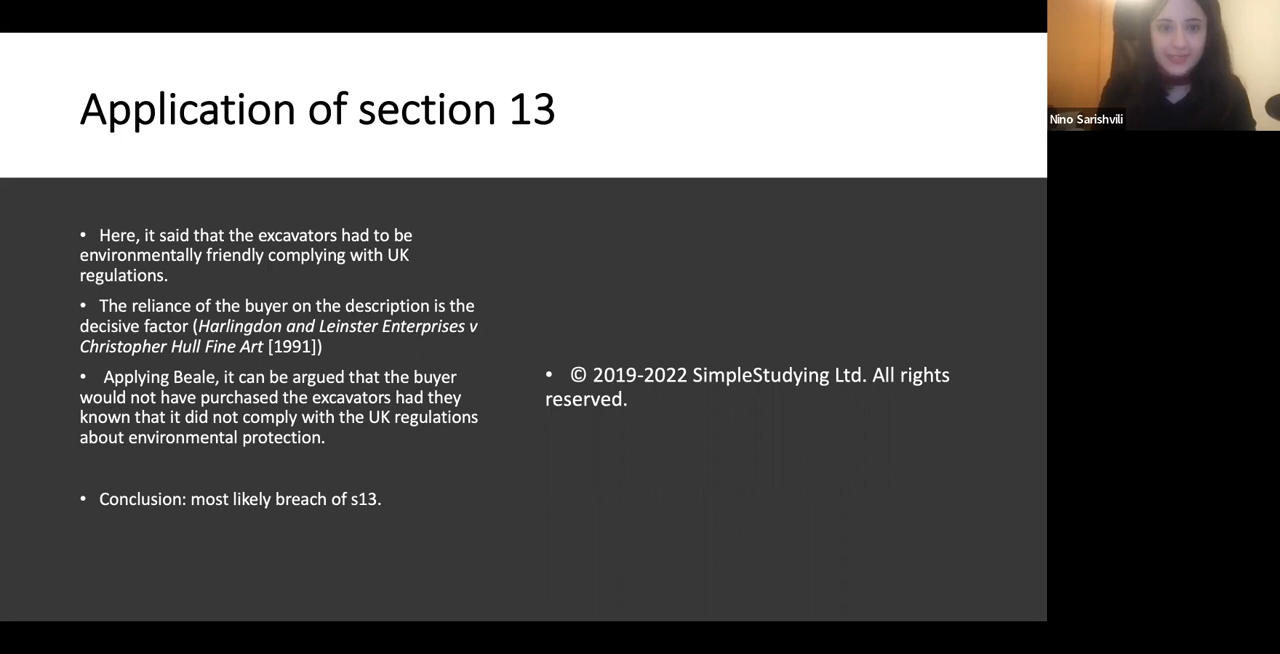 Application of section 13
Nino Sarishvili
• Here, it said that the excavators had to be
environmentally friendly complying with UK
regulations.
• The reliance of the buyer on the description is the
decisive factor (Harlingdon and Leinster Enterprises v
Christopher Hull Fine Art [1991])
• Applying Beale, it can be argued that the buyer
would not have purchased the excavators had they
known that it did not comply with the UK regulations
about environmental protection.
• Conclusion: most likely breach of s13.
• © 2019-2022 SimpleStudying Ltd. All rights
reserved.